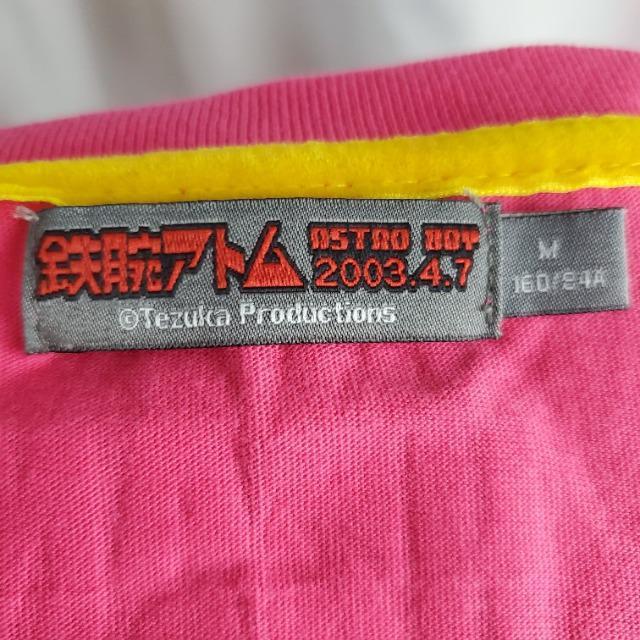 鉄腕アトム ASTRO BOY
2003.4.7
©Tezuka Productions
M
160/84A